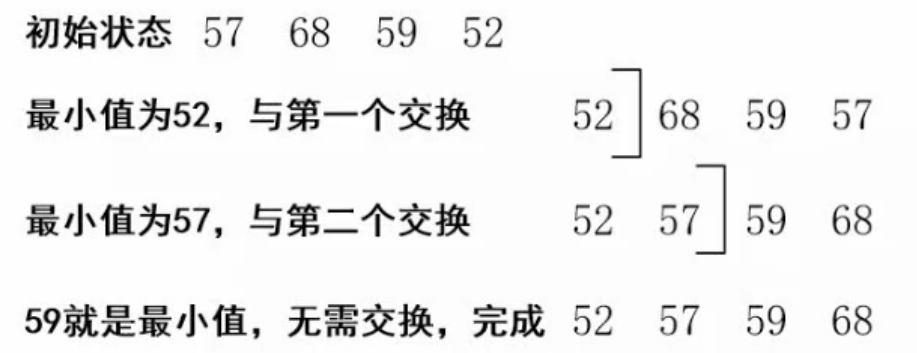 初始状态 57 68 59 52
最小值为52，与第一个交换 52 68 59 57
最小值为57，与第二个交换 52 57 59 68
59就是最小值，无需交换，完成 52 57 59 68